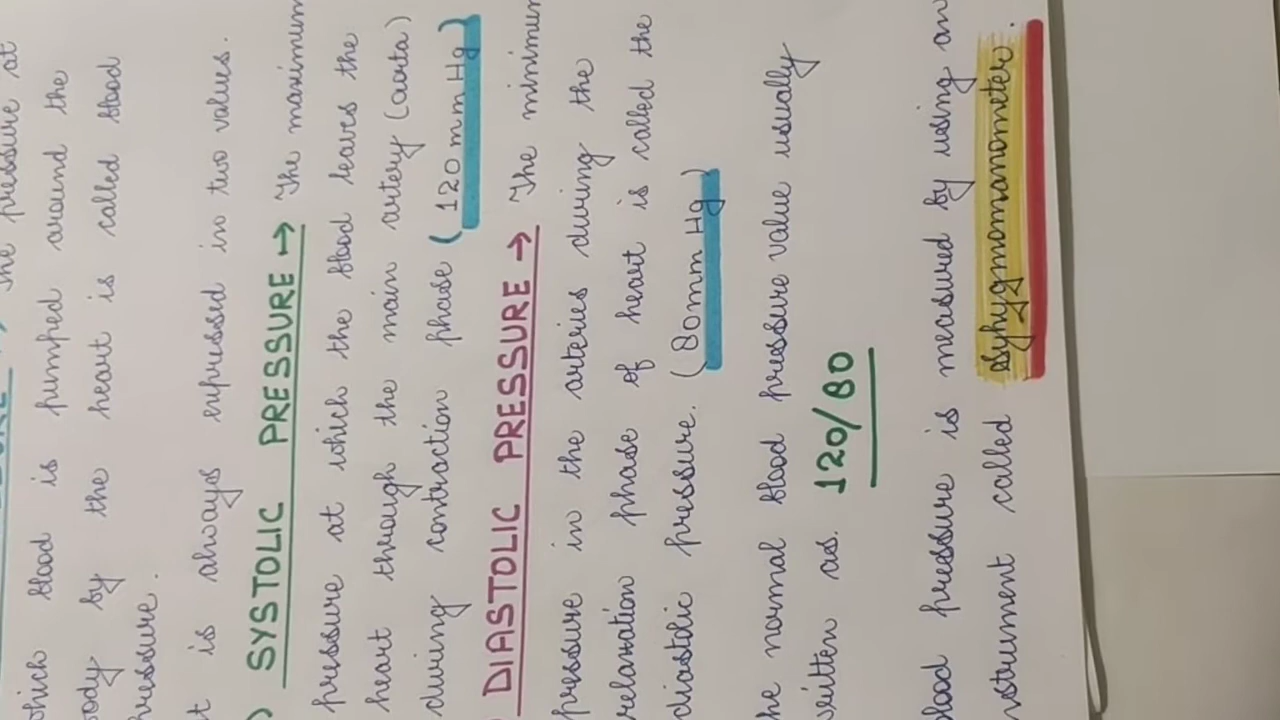 the pressure at
which blood is pumped around the
body by the heart is called blood
pressure.
It is always expressed in two values.
) SYSTOLIC PRESSURE → The maximum
pressure at which the blood leaves the
heart through the main artery (aorta)
during contraction phase (120 mm Hg)
DIASTOLIC PRESSURE → The minimum
pressure in the arteries during the
relaxation phase of heart is called the
diastolic pressure. (80mm Hg)
The normal blood pressure value usually
written as. 120/80
Blood pressure is measured by using an
instrument called sphygmomanometer.